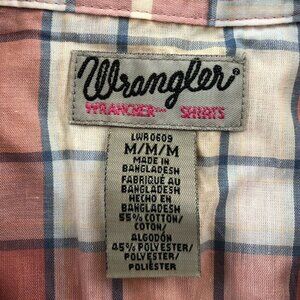 Wrangler
WRANCHER™ SHIRTS
LWR0609
M/M/M
MADE IN
BANGLADESH
FABRIQUÉ AU
BANGLADESH
HECHO EN
BANGLADESH
55% COTTON/
COTON/
ALGODÓN
45% POLYESTER/
POLYESTER/
POLIÉSTER